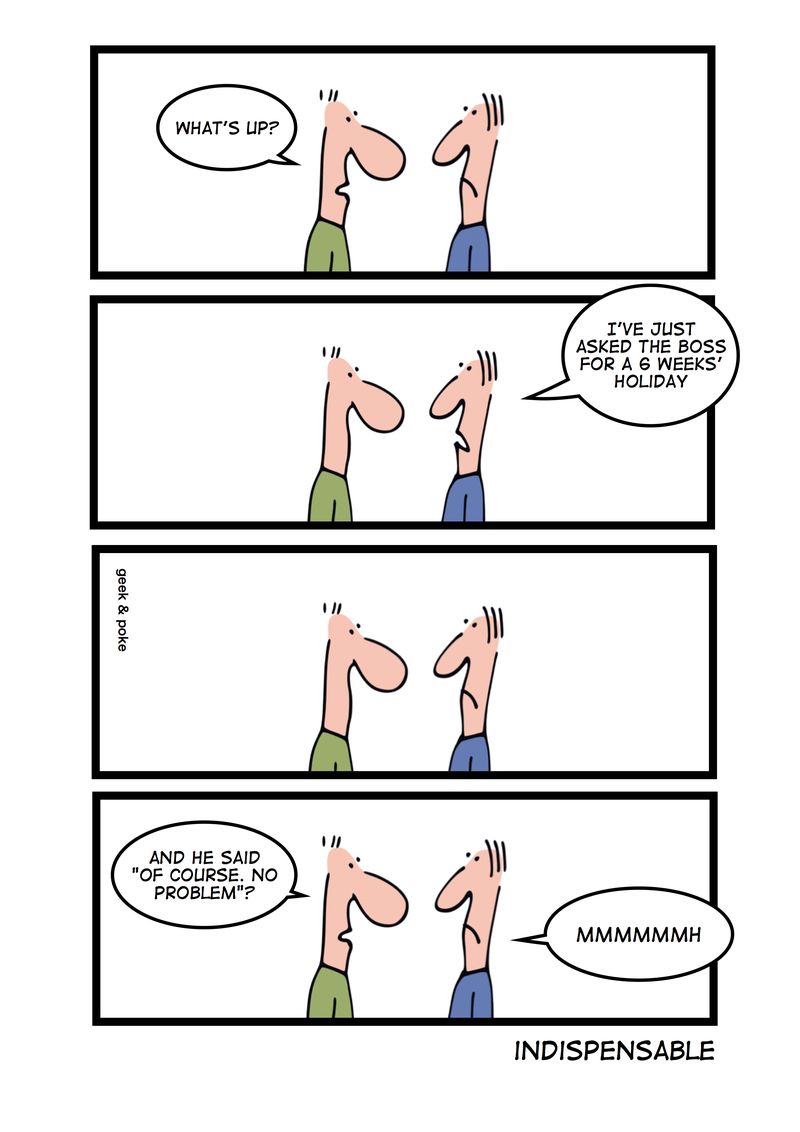 WHAT'S UP?
I'VE JUST
ASKED THE BOSS
FOR A 6 WEEKS'
HOLIDAY
geek & poke
AND HE SAID
"OF COURSE. NO
PROBLEM"?
MMMMMMH
INDISPENSABLE